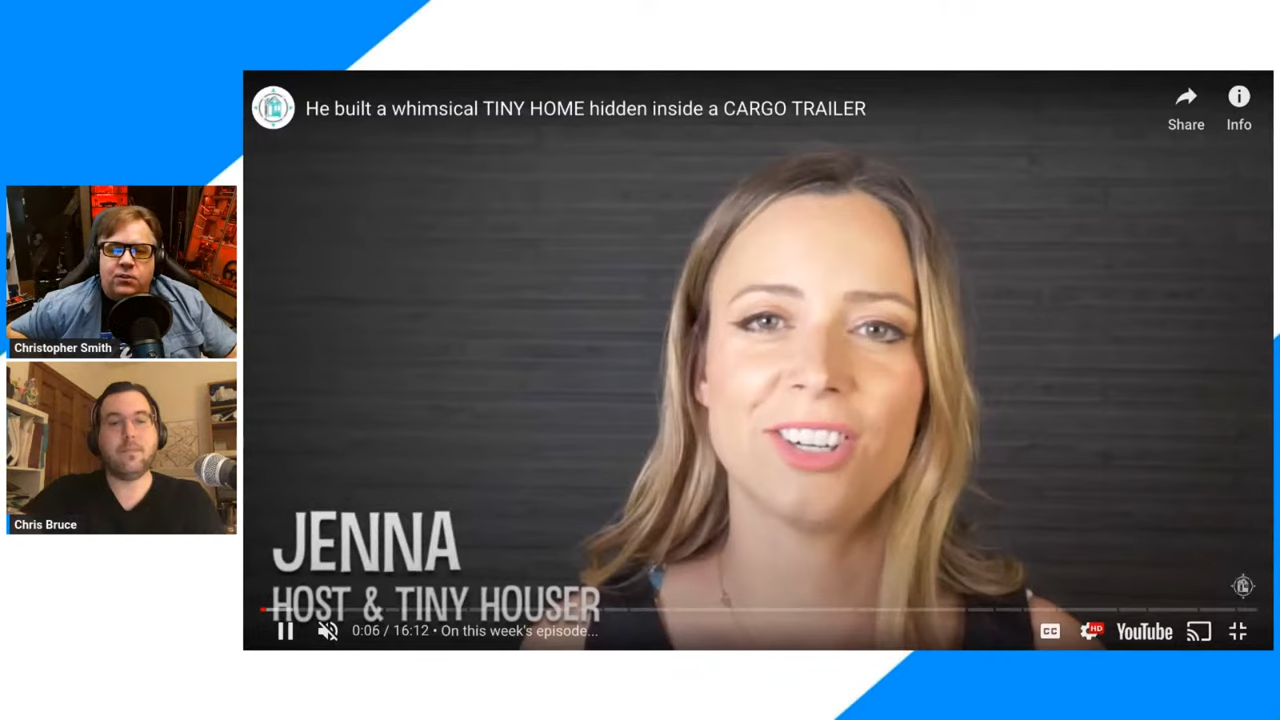 He built a whimsical TINY HOME hidden inside a CARGO TRAILER
Share
Info
Christopher Smith
Chris Bruce
JENNA
HOST & TINY HOUSER
0:06 / 16:12 • On this week's episode...
CC
HD
YouTube